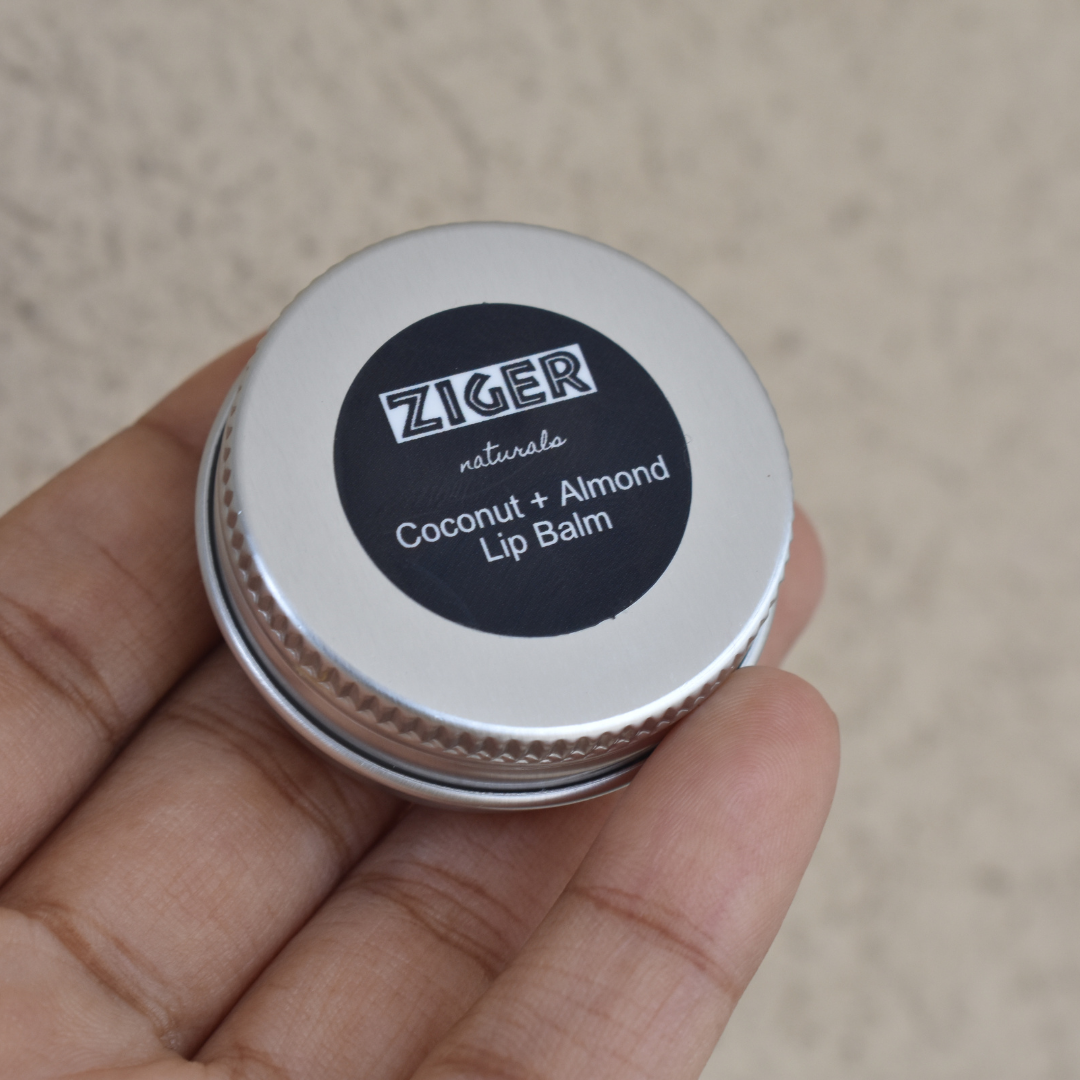 ZIGER
naturals
Coconut + Almond
Lip Balm